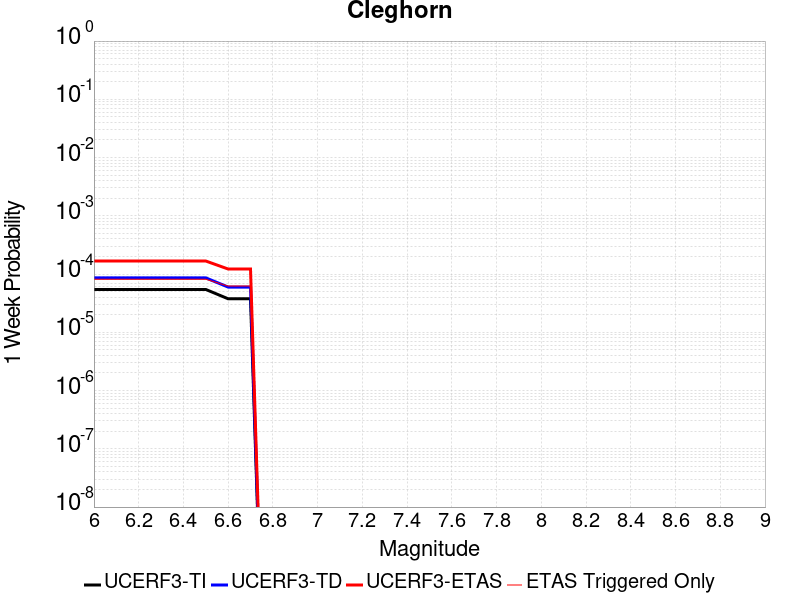 Cleghorn
10^0
10^-1
10^-2
10^-3
10^-4
10^-5
10^-6
10^-7
10^-8
1 Week Probability
6 6.2 6.4 6.6 6.8 7 7.2 7.4 7.6 7.8 8 8.2 8.4 8.6 8.8 9
Magnitude
UCERF3-TI UCERF3-TD UCERF3-ETAS ETAS Triggered Only